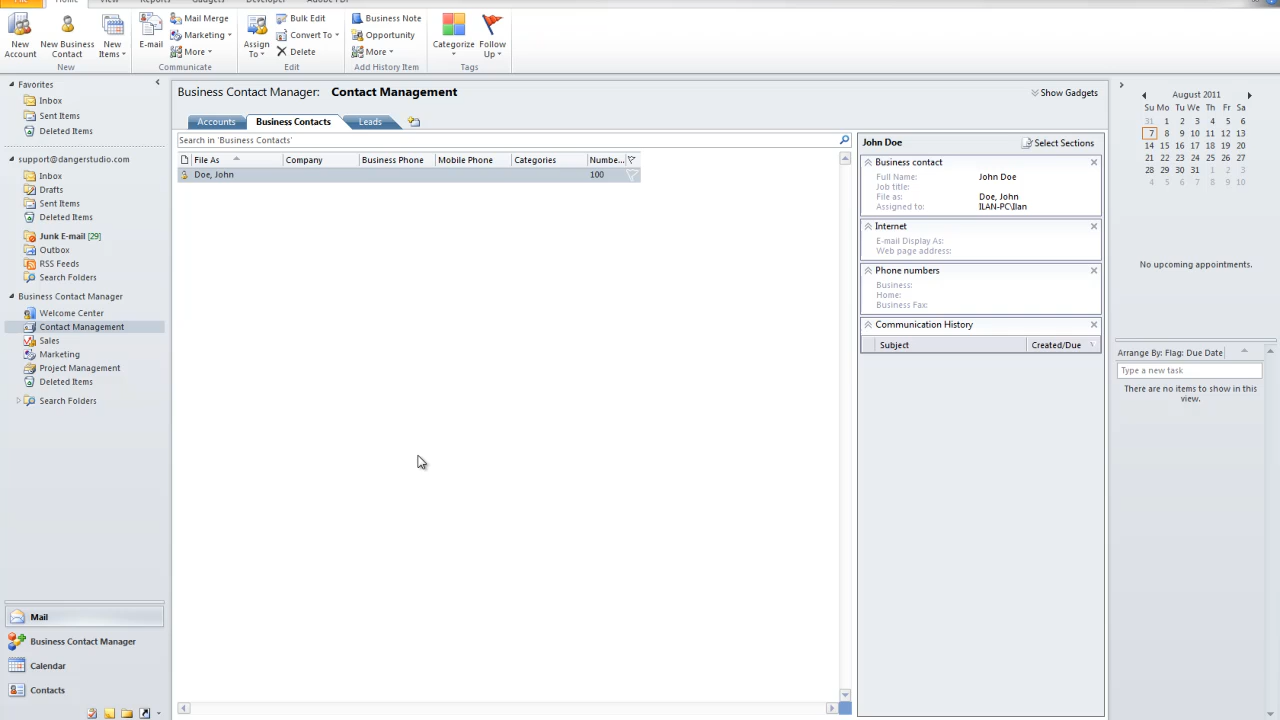 File Home View Reports Gadgets Developer Adobe PDF
New Account
New Business Contact
New Items
E-mail
Mail Merge
Marketing
More
Communicate
Assign To
Bulk Edit
Convert To
Delete
Edit
Business Note
Opportunity
More
Add History Item
Categorize
Follow Up
Tags
New
Favorites
Inbox
Sent Items
Deleted Items
support@dangerstudio.com
Inbox
Drafts
Sent Items
Deleted Items
Junk E-mail [29]
Outbox
RSS Feeds
Search Folders
Business Contact Manager
Welcome Center
Contact Management
Sales
Marketing
Project Management
Deleted Items
Search Folders
Mail
Business Contact Manager
Calendar
Contacts
Business Contact Manager: Contact Management
Show Gadgets
Accounts Business Contacts Leads
Search in 'Business Contacts'
File As Company Business Phone Mobile Phone Categories Numbe...
Doe, John 100
John Doe Select Sections
Business contact
Full Name: John Doe
Job title:
File as: Doe, John
Assigned to: ILAN-PC\Ilan
Internet
E-mail Display As:
Web page address:
Phone numbers
Business:
Home:
Business Fax:
Communication History
Subject Created/Due
August 2011
Su Mo Tu We Th Fr Sa
31 1 2 3 4 5 6
7 8 9 10 11 12 13
14 15 16 17 18 19 20
21 22 23 24 25 26 27
28 29 30 31 1 2 3
4 5 6 7 8 9 10
No upcoming appointments.
Arrange By: Flag: Due Date
Type a new task
There are no items to show in this
view.